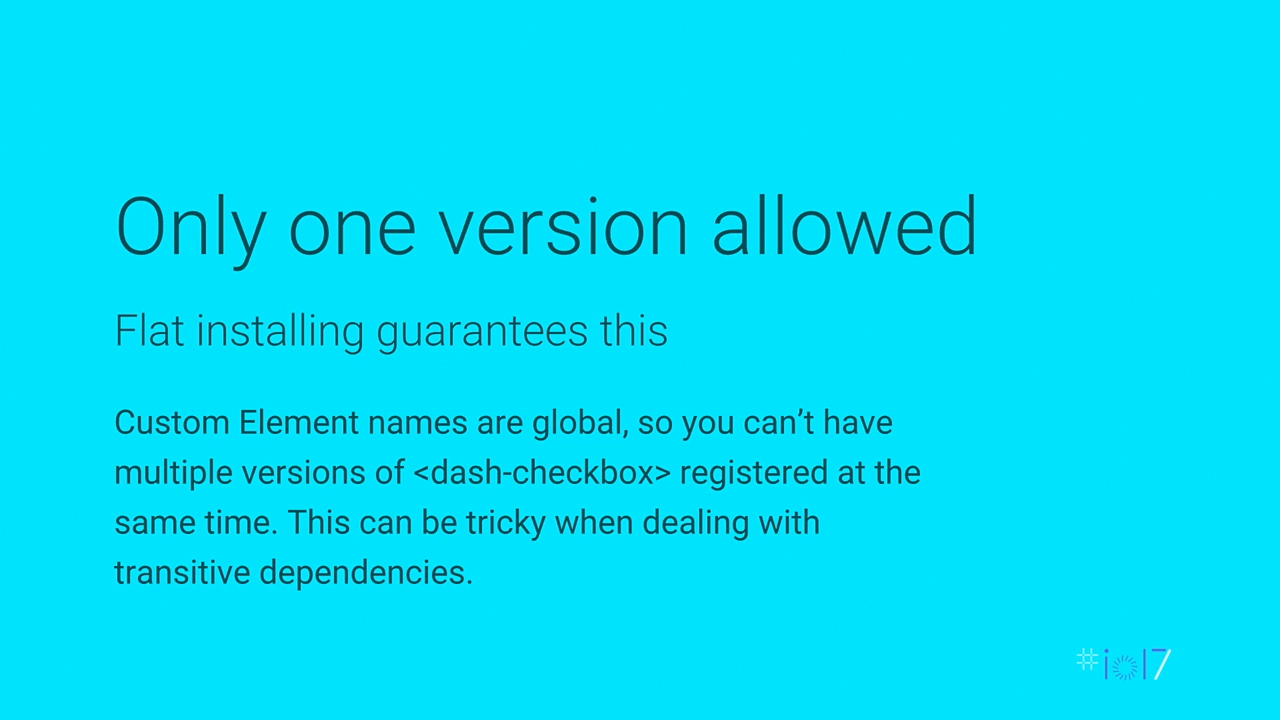 Only one version allowed
Flat installing guarantees this
Custom Element names are global, so you can’t have
multiple versions of <dash-checkbox> registered at the
same time. This can be tricky when dealing with
transitive dependencies.
#io17